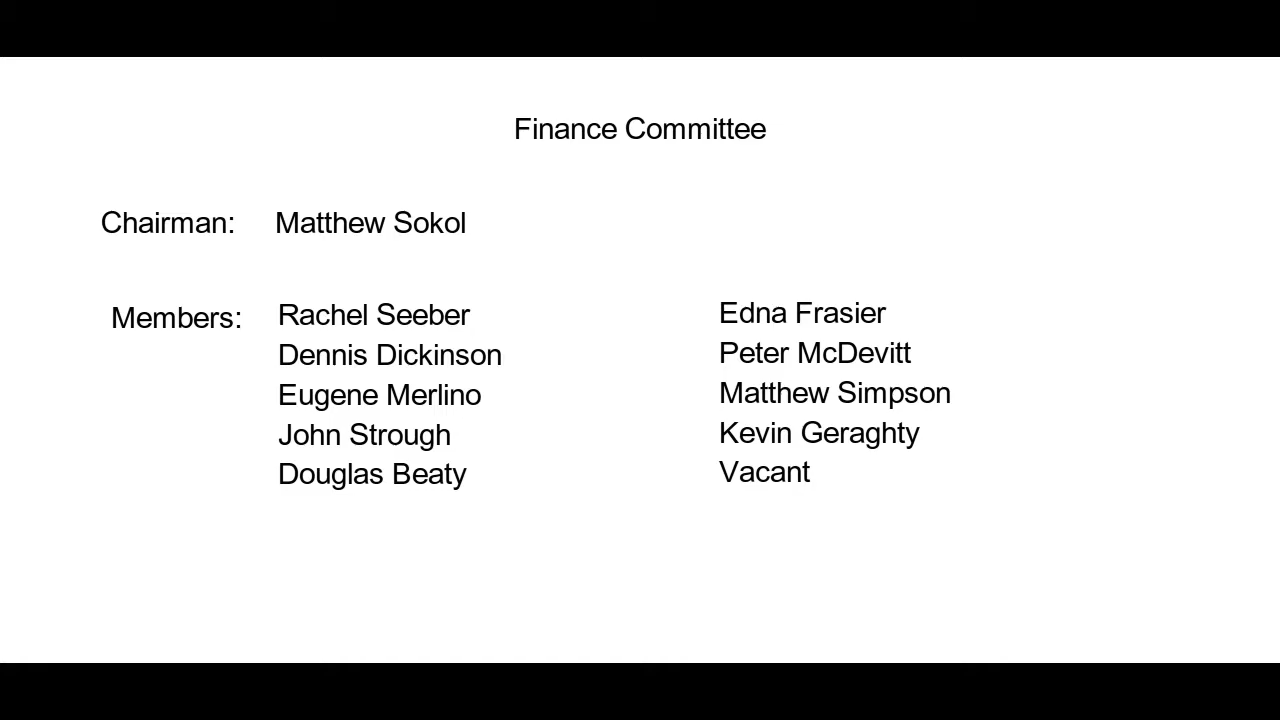 Finance Committee
Chairman: Matthew Sokol
Members:
Rachel Seeber
Dennis Dickinson
Eugene Merlino
John Strough
Douglas Beaty
Edna Frasier
Peter McDevitt
Matthew Simpson
Kevin Geraghty
Vacant